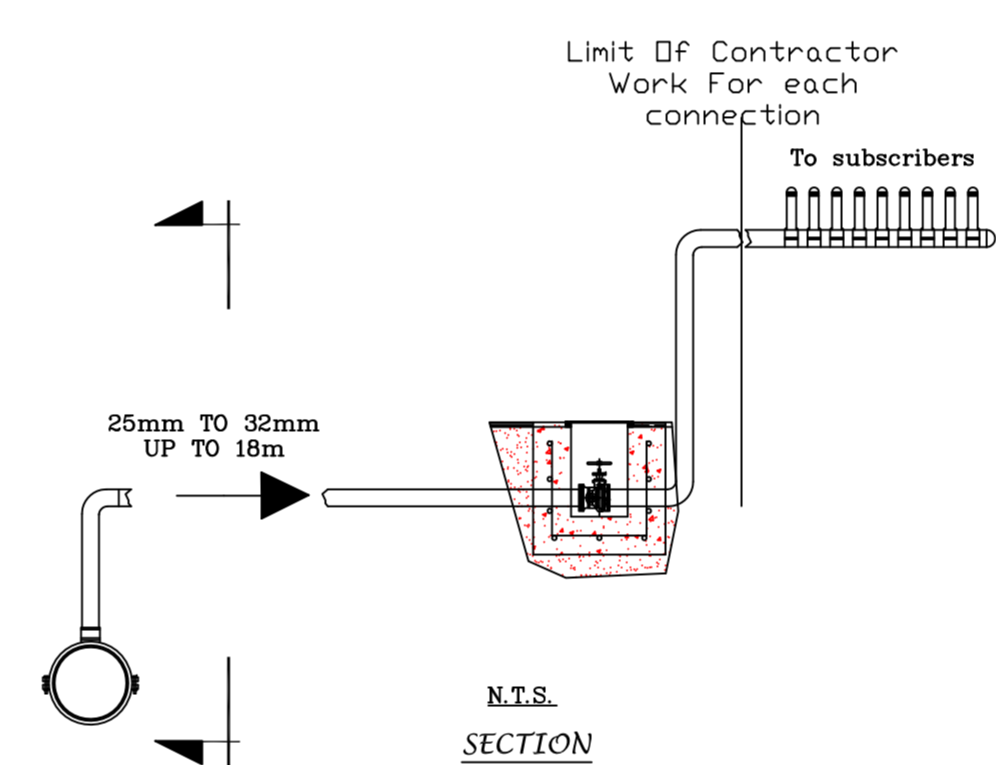 Limit Of Contractor
Work For each
connection
To subscribers
25mm TO 32mm
UP TO 18m
N.T.S.
SECTION